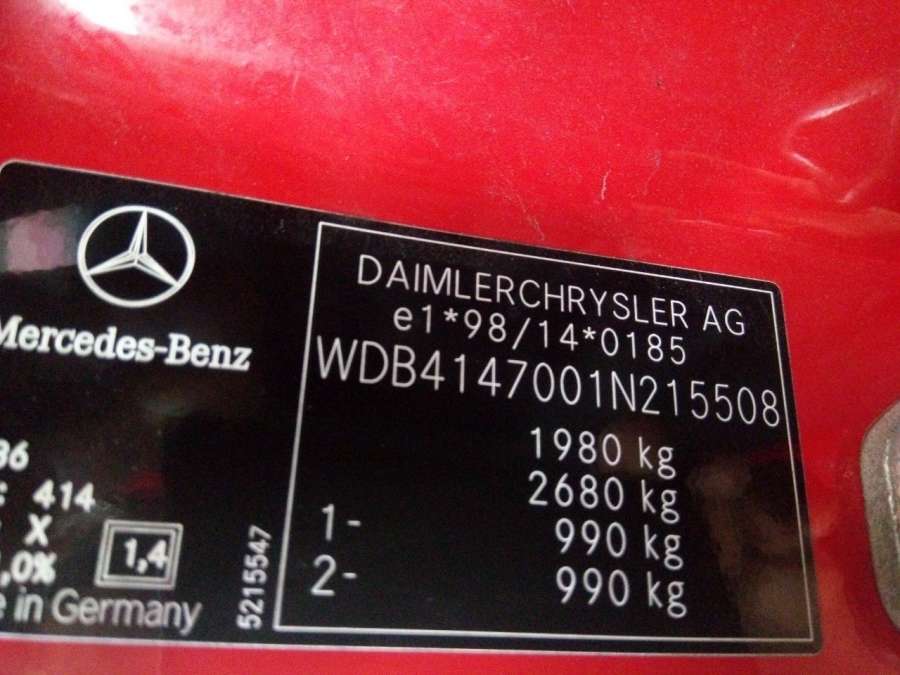 Mercedes-Benz
DAIMLERCHRYSLER AG
e1*98/14*0185
WDB4147001N215508
1980 kg
2680 kg
1- 990 kg
2- 990 kg
414
X
,0%
1,4
in Germany
5215547